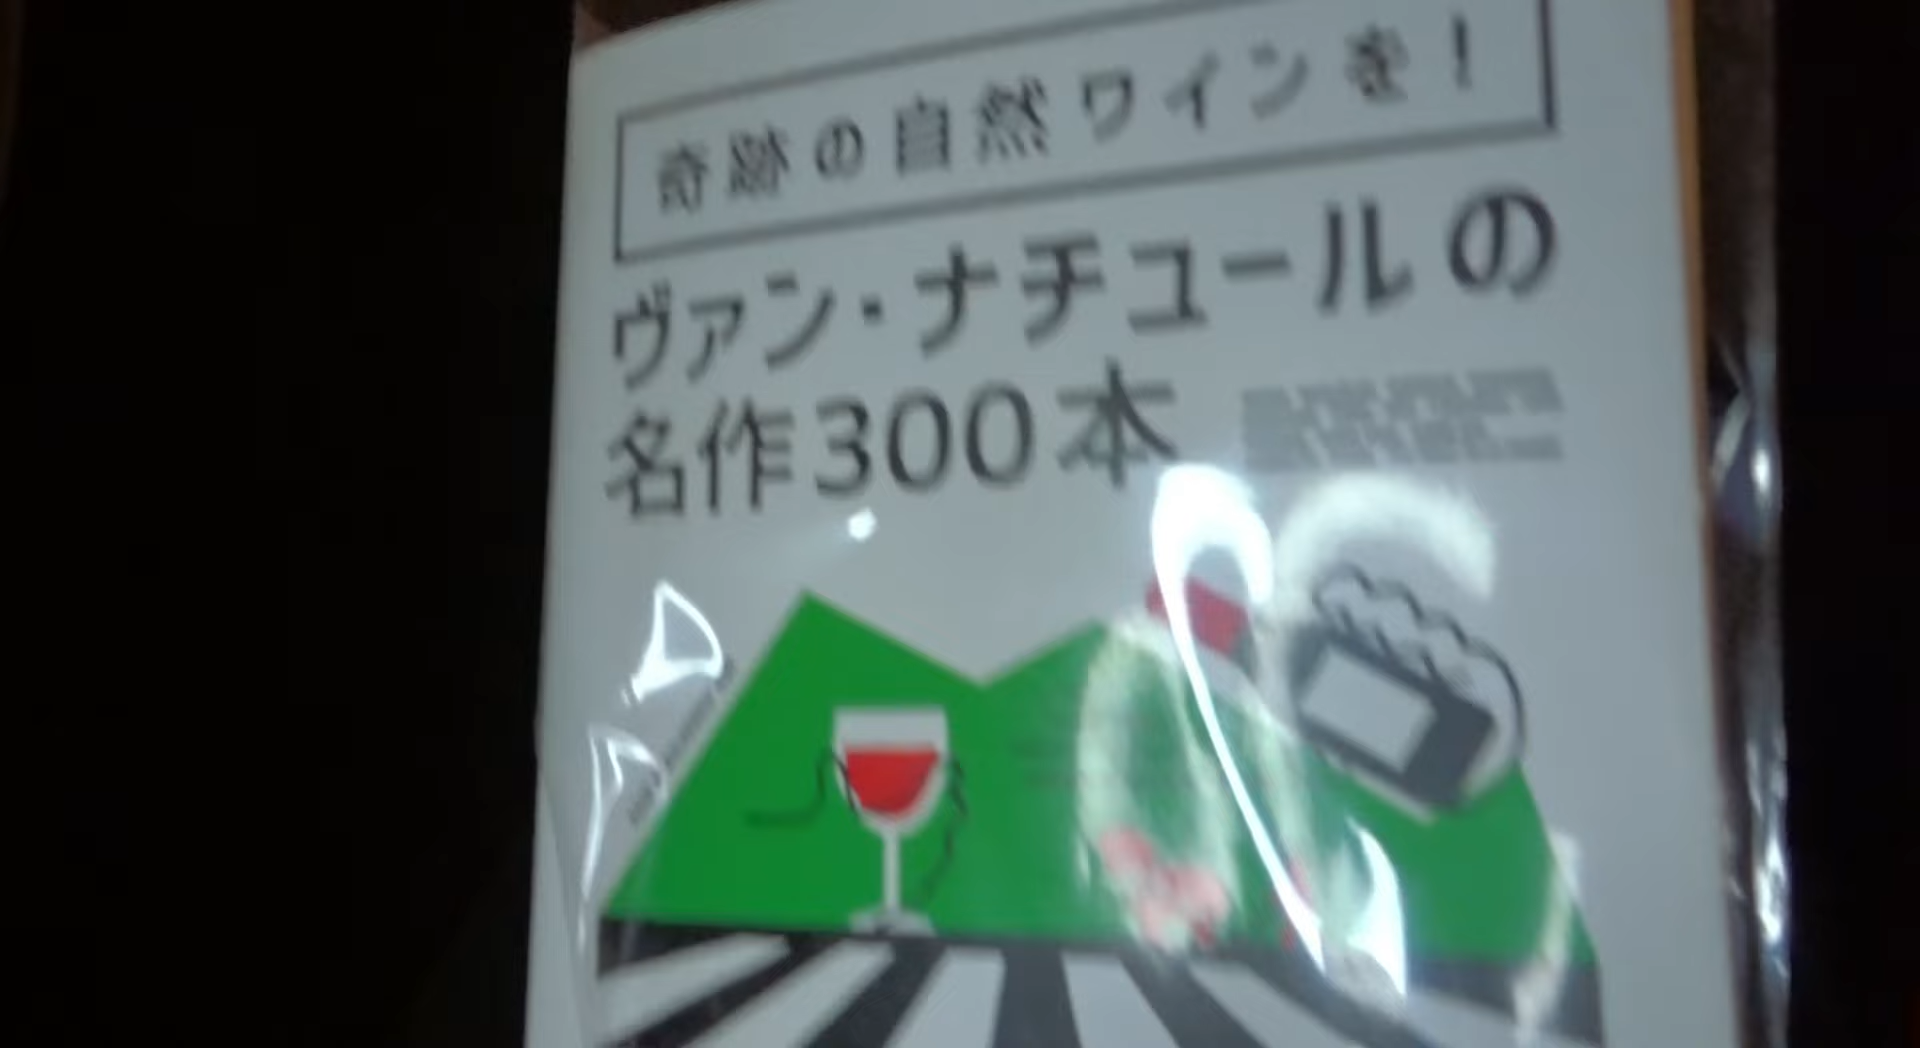 奇跡の自然ワインを！
ヴァン・ナチュールの
名作300本